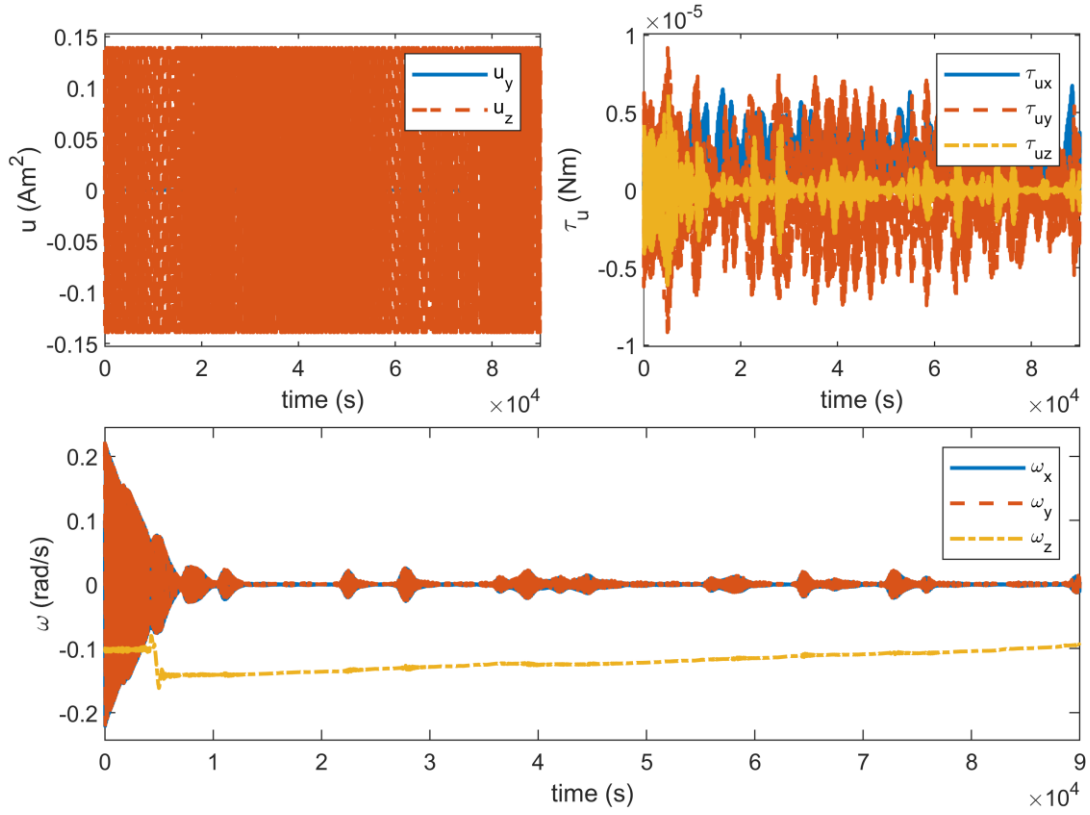 0.15
0.1
0.05
0
-0.05
-0.1
-0.15
u (Am²)
u_y
u_z
0 2 4 6 8
time (s)
×10⁴
×10⁻⁵
1
0.5
0
-0.5
-1
τ_u (Nm)
τ_ux
τ_uy
τ_uz
0 2 4 6 8
time (s)
×10⁴
0.2
0.1
0
-0.1
-0.2
ω (rad/s)
ω_x
ω_y
ω_z
0 1 2 3 4 5 6 7 8 9
time (s)
×10⁴